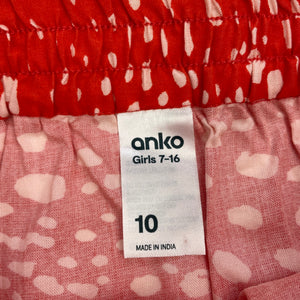 anko
Girls 7-16
10
MADE IN INDIA